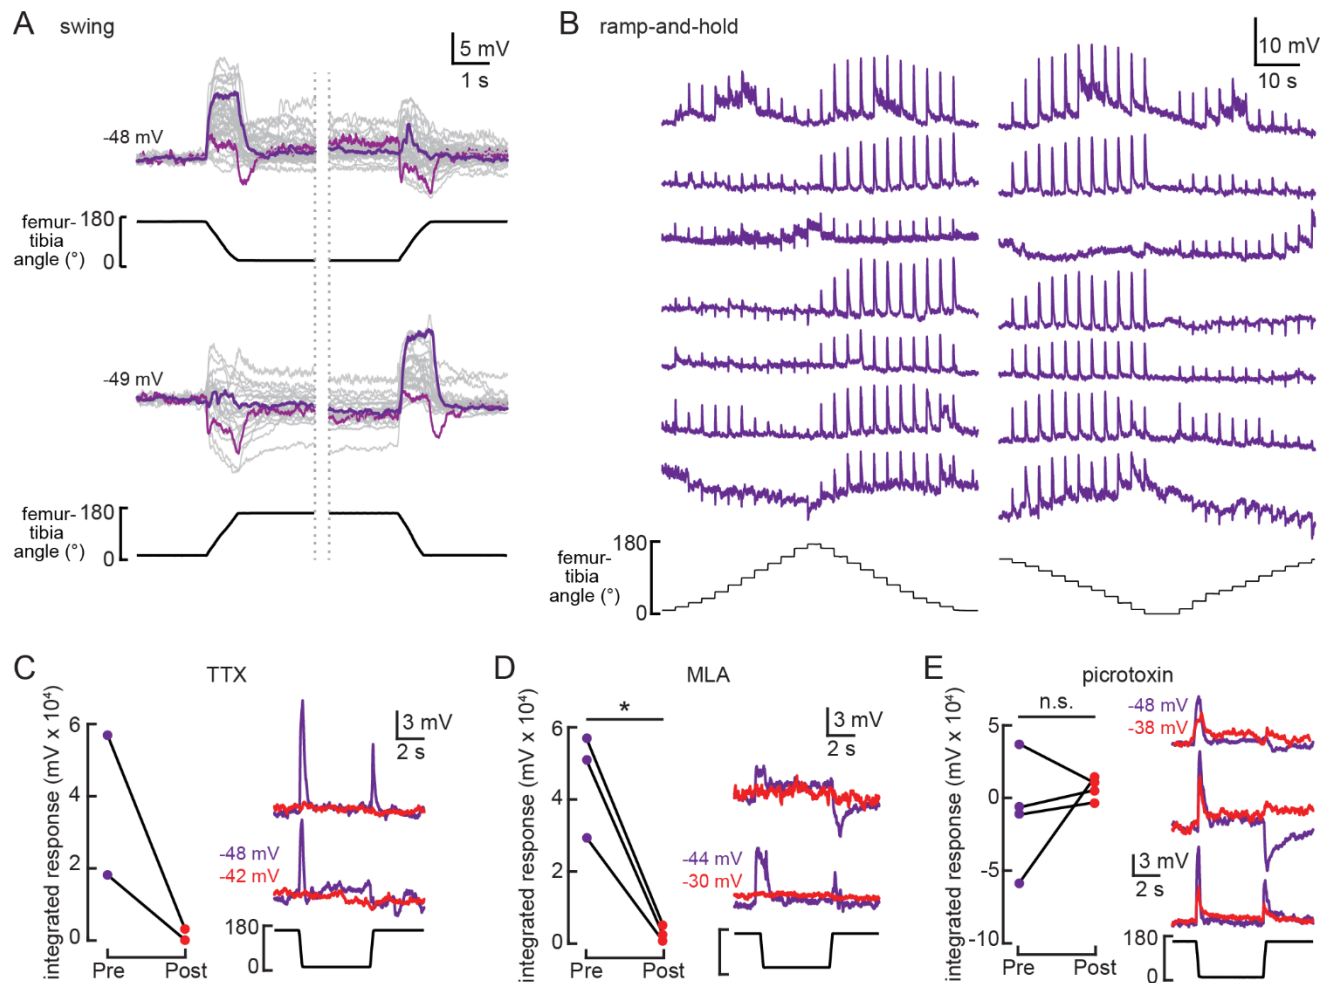 A swing
5 mV
1 s
-48 mV
femur-
tibia
angle (°)
180
0
-49 mV
femur-
tibia
angle (°)
180
0
B ramp-and-hold
10 mV
10 s
femur-
tibia
angle (°)
180
0
C TTX
integrated response (mV x 10⁴)
6
4
2
0
Pre Post
3 mV
2 s
-48 mV
-42 mV
180
0
D MLA
integrated response (mV x 10⁴)
6
4
2
0
*
Pre Post
3 mV
2 s
-44 mV
-30 mV
E picrotoxin
integrated response (mV x 10⁴)
5
0
-5
-10
n.s.
Pre Post
-48 mV
-38 mV
3 mV
2 s
180
0